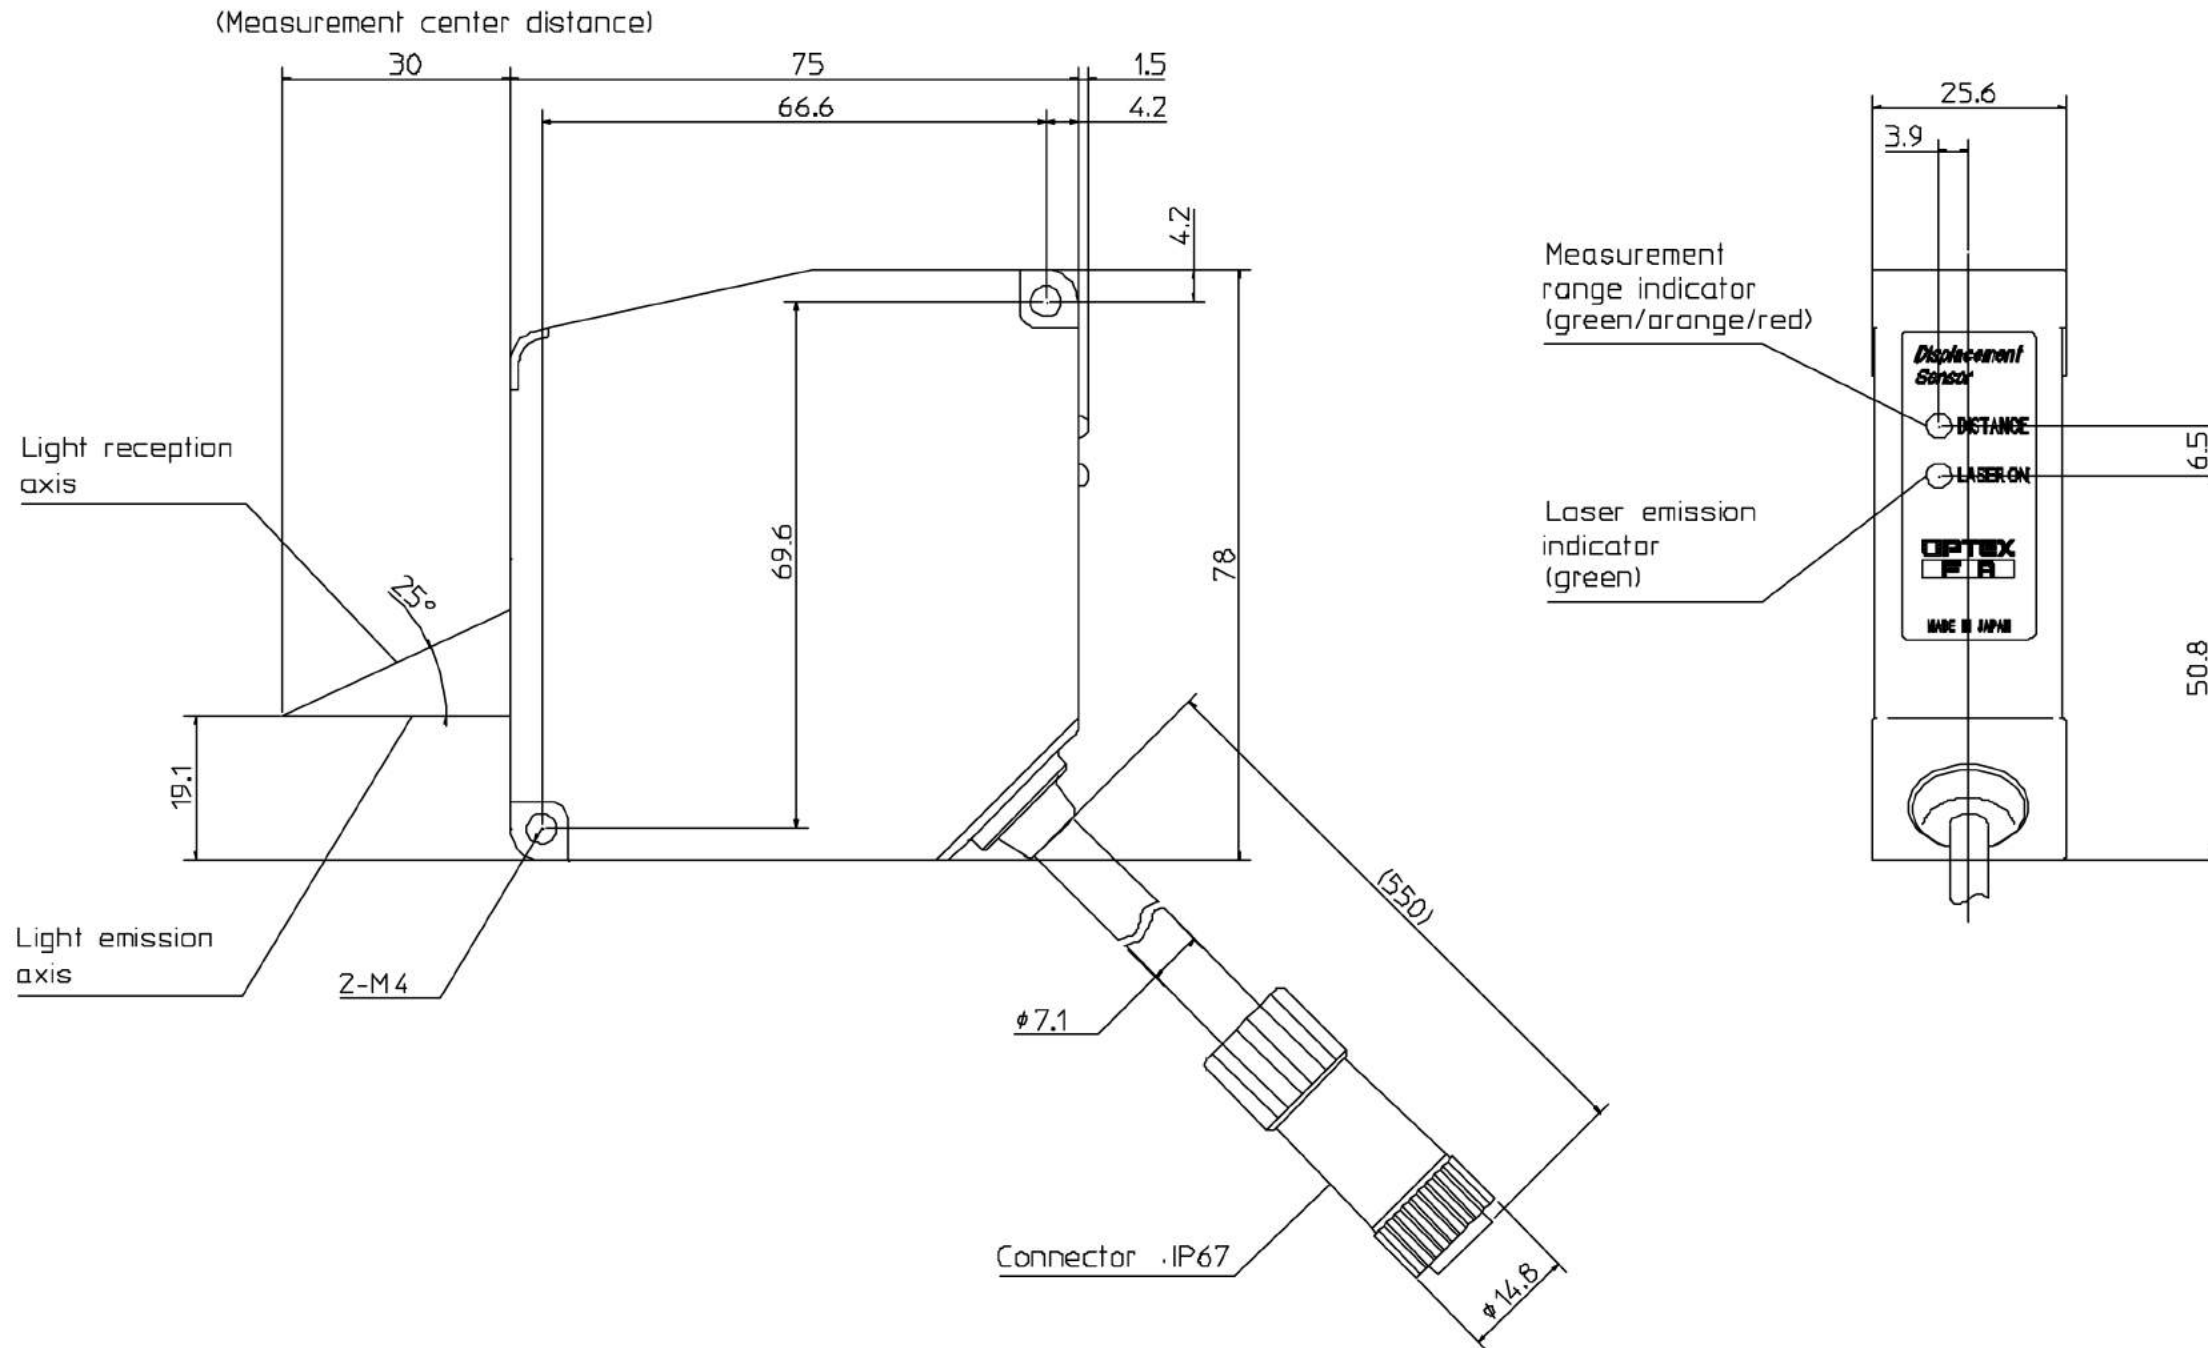 (Measurement center distance)
30
75
1.5
66.6
4.2
4.2
69.6
78
Light reception
axis
25°
19.1
Light emission
axis
2-M4
φ7.1
(550)
Connector
IP67
φ14.8
25.6
3.9
Measurement
range indicator
(green/orange/red)
Displacement
Sensor
DISTANCE
LASER ON
6.5
Laser emission
indicator
(green)
OPTEX
FA
MADE IN JAPAN
50.8